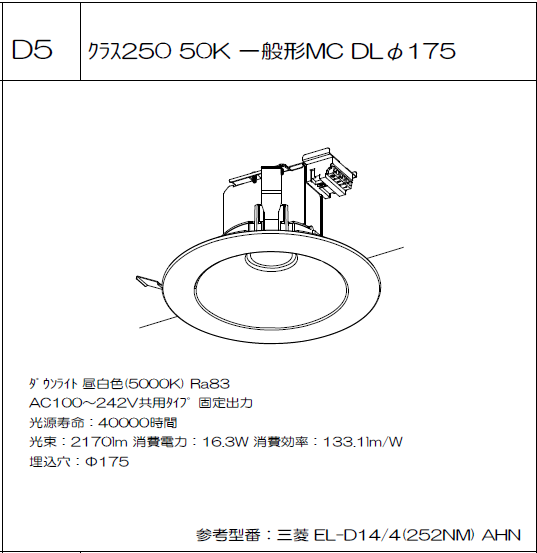 D5
ｸﾗｽ250 50K 一般形MC DLφ175
ﾀﾞｳﾝﾗｲﾄ 昼白色(5000K) Ra83
AC100～242V共用ﾀｲﾌﾟ 固定出力
光源寿命：40000時間
光束：2170lm 消費電力：16.3W 消費効率：133.1lm/W
埋込穴：Φ175
参考型番：三菱 EL-D14/4(252NM) AHN